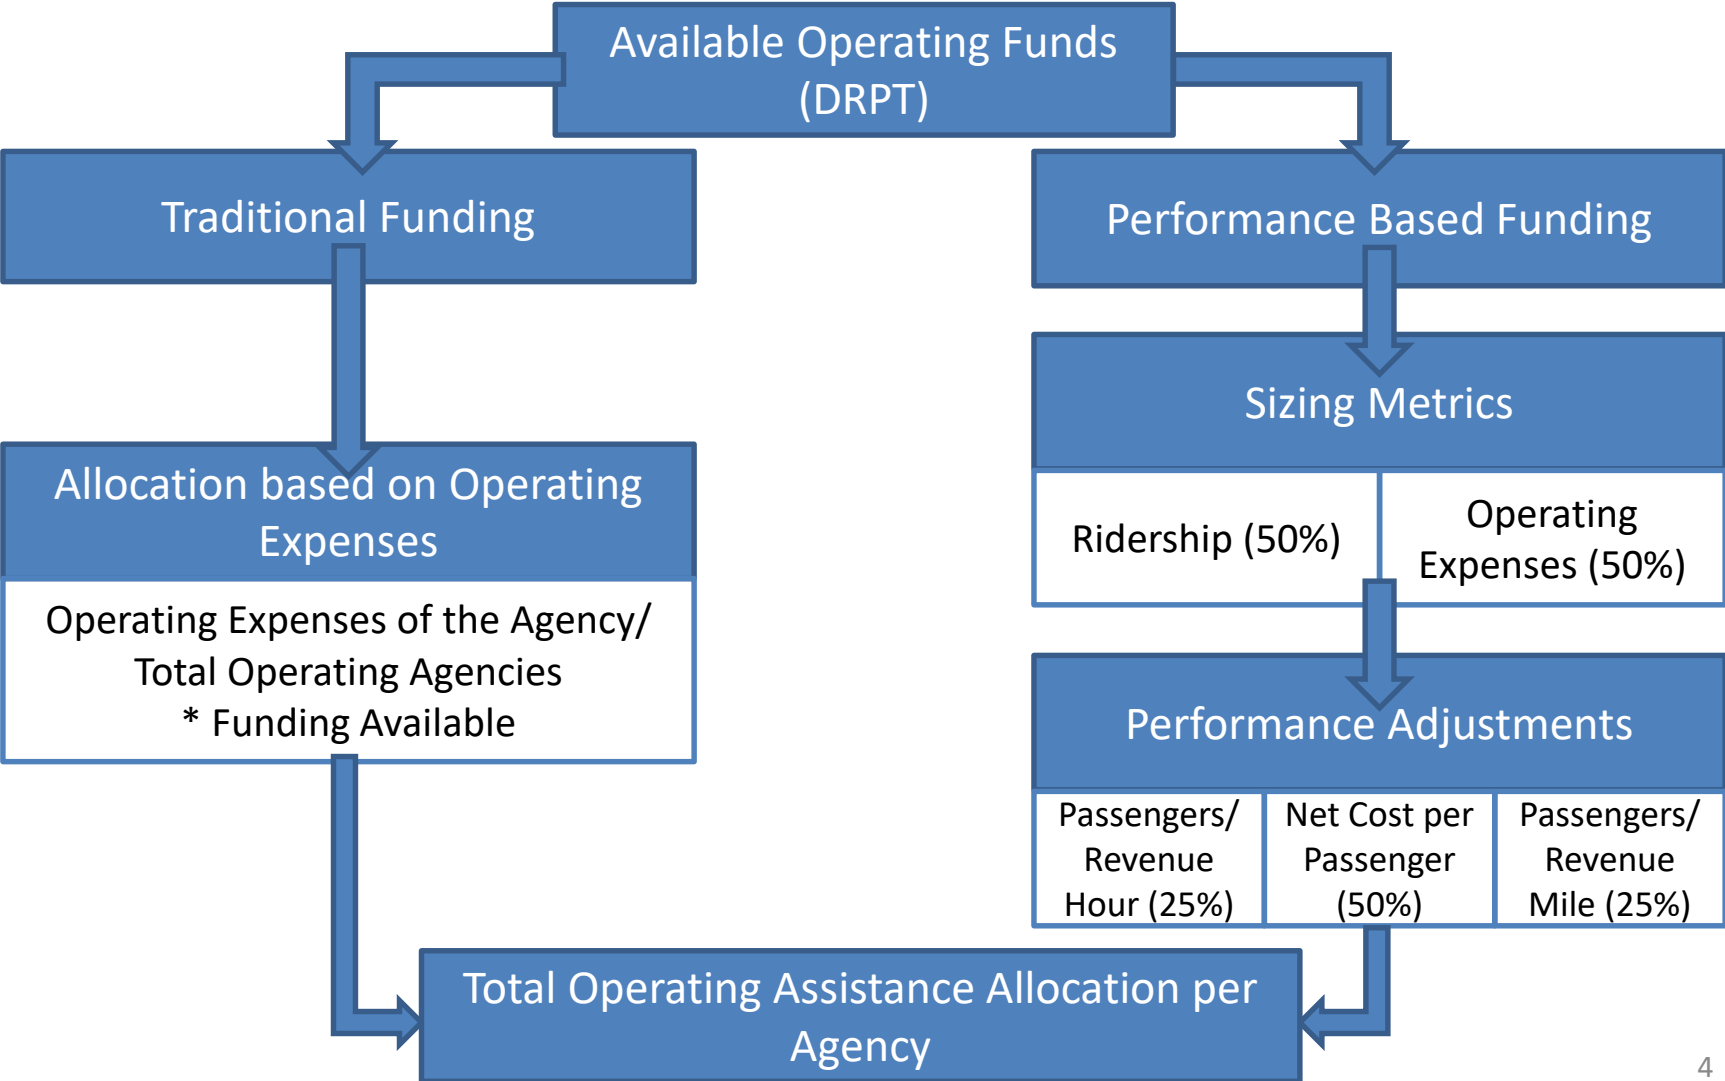 Available Operating Funds
(DRPT)
Traditional Funding
Performance Based Funding
Allocation based on Operating
Expenses
Operating Expenses of the Agency/
Total Operating Agencies
* Funding Available
Sizing Metrics
Ridership (50%)
Operating
Expenses (50%)
Performance Adjustments
Passengers/
Revenue
Hour (25%)
Net Cost per
Passenger
(50%)
Passengers/
Revenue
Mile (25%)
Total Operating Assistance Allocation per
Agency
4